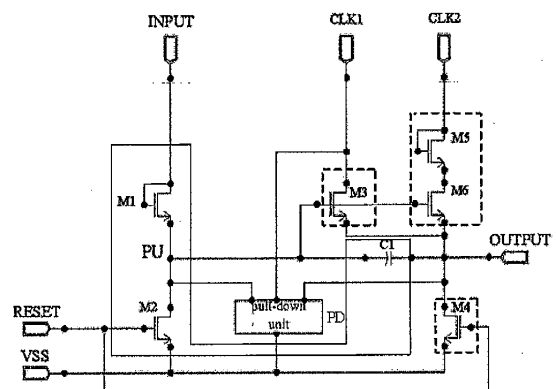 INPUT
CLK1
CLK2
M5
M1
M3
M6
C1
OUTPUT
PU
RESET
M2
pull-down
unit
PD
M4
VSS